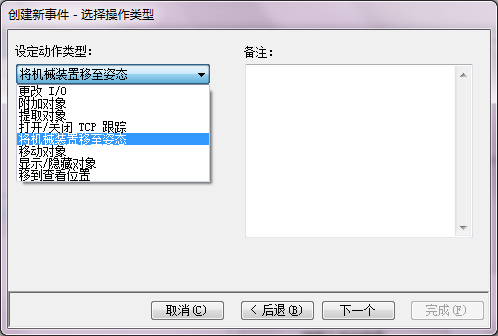 创建新事件 - 选择操作类型
设定动作类型：
备注：
将机械装置移至姿态
更改 I/O
附加对象
提取对象
打开/关闭 TCP 跟踪
将机械装置移至姿态
移动对象
显示/隐藏对象
移到查看位置
取消(C)
< 后退(B)
下一个
完成(F)